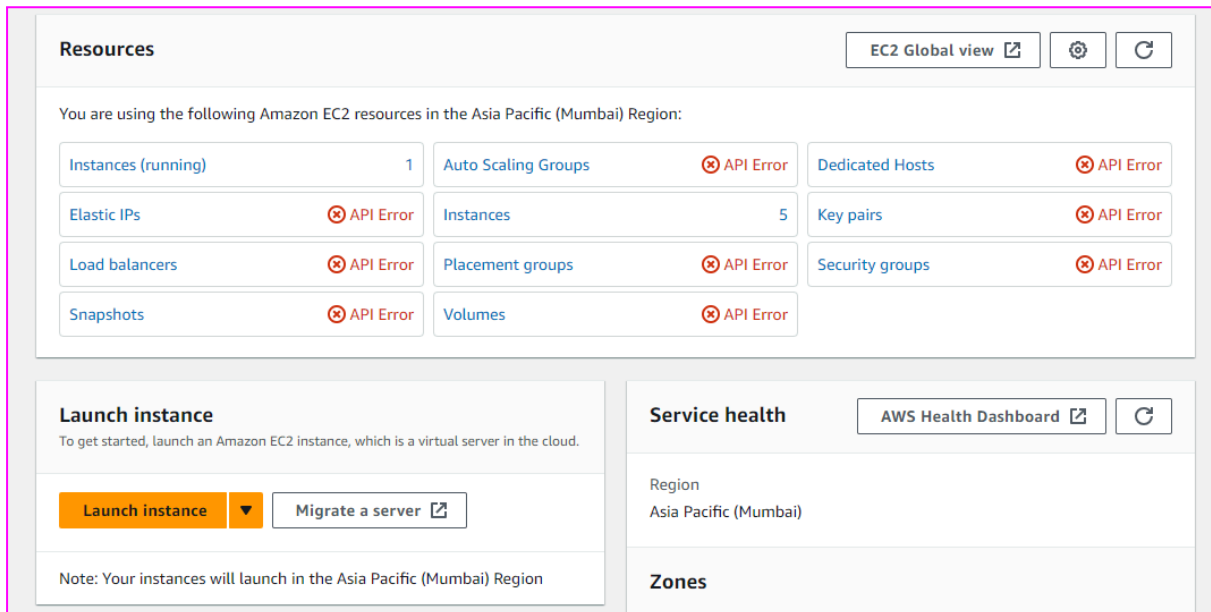 Resources
EC2 Global view
You are using the following Amazon EC2 resources in the Asia Pacific (Mumbai) Region:
Instances (running) 1 Auto Scaling Groups API Error Dedicated Hosts API Error
Elastic IPs API Error Instances 5 Key pairs API Error
Load balancers API Error Placement groups API Error Security groups API Error
Snapshots API Error Volumes API Error
Launch instance
To get started, launch an Amazon EC2 instance, which is a virtual server in the cloud.
Launch instance Migrate a server
Note: Your instances will launch in the Asia Pacific (Mumbai) Region
Service health AWS Health Dashboard
Region
Asia Pacific (Mumbai)
Zones